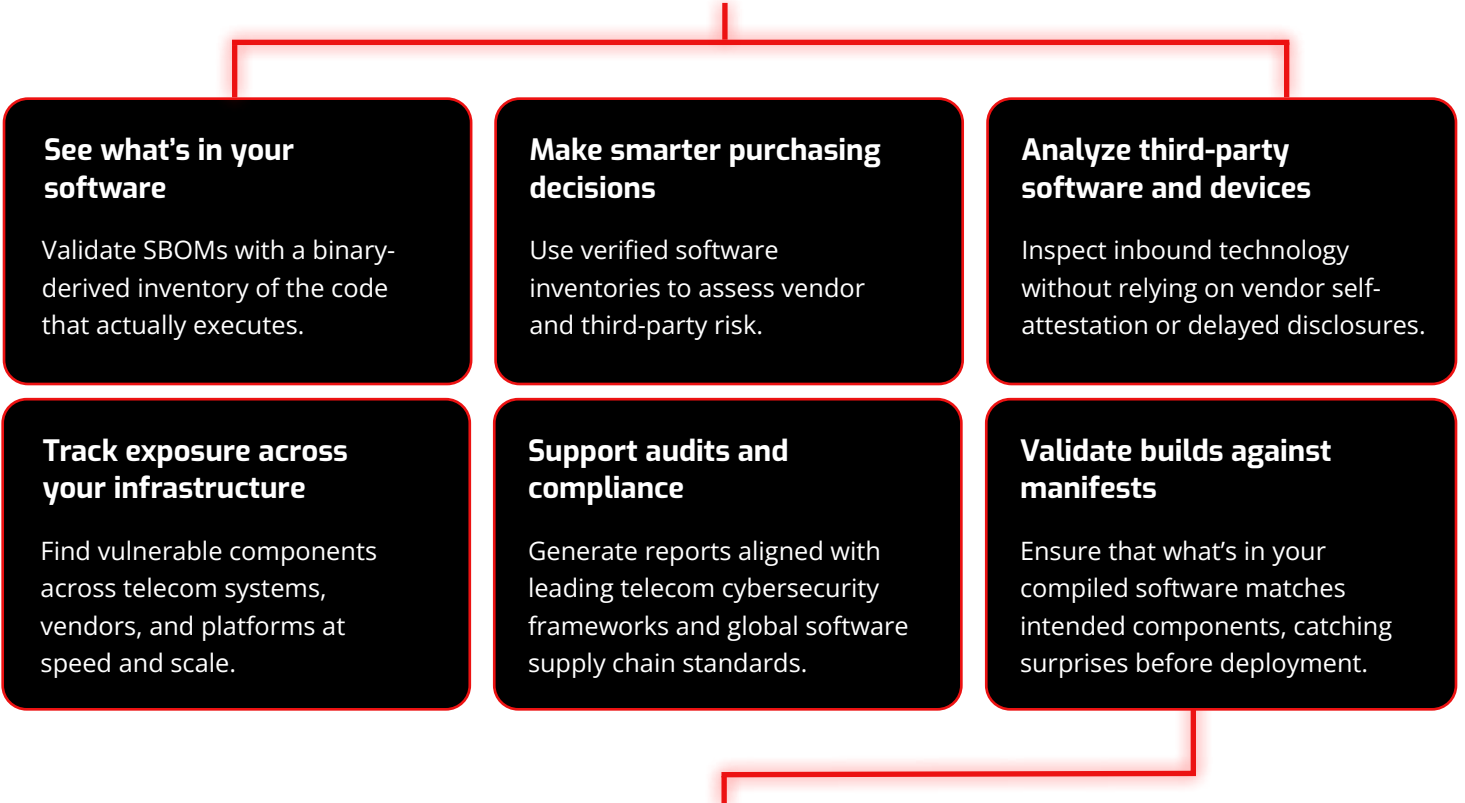 See what’s in your
software
Validate SBOMs with a binary-
derived inventory of the code
that actually executes.
Make smarter purchasing
decisions
Use verified software
inventories to assess vendor
and third-party risk.
Analyze third-party
software and devices
Inspect inbound technology
without relying on vendor self-
attestation or delayed disclosures.
Track exposure across
your infrastructure
Find vulnerable components
across telecom systems,
vendors, and platforms at
speed and scale.
Support audits and
compliance
Generate reports aligned with
leading telecom cybersecurity
frameworks and global software
supply chain standards.
Validate builds against
manifests
Ensure that what’s in your
compiled software matches
intended components, catching
surprises before deployment.